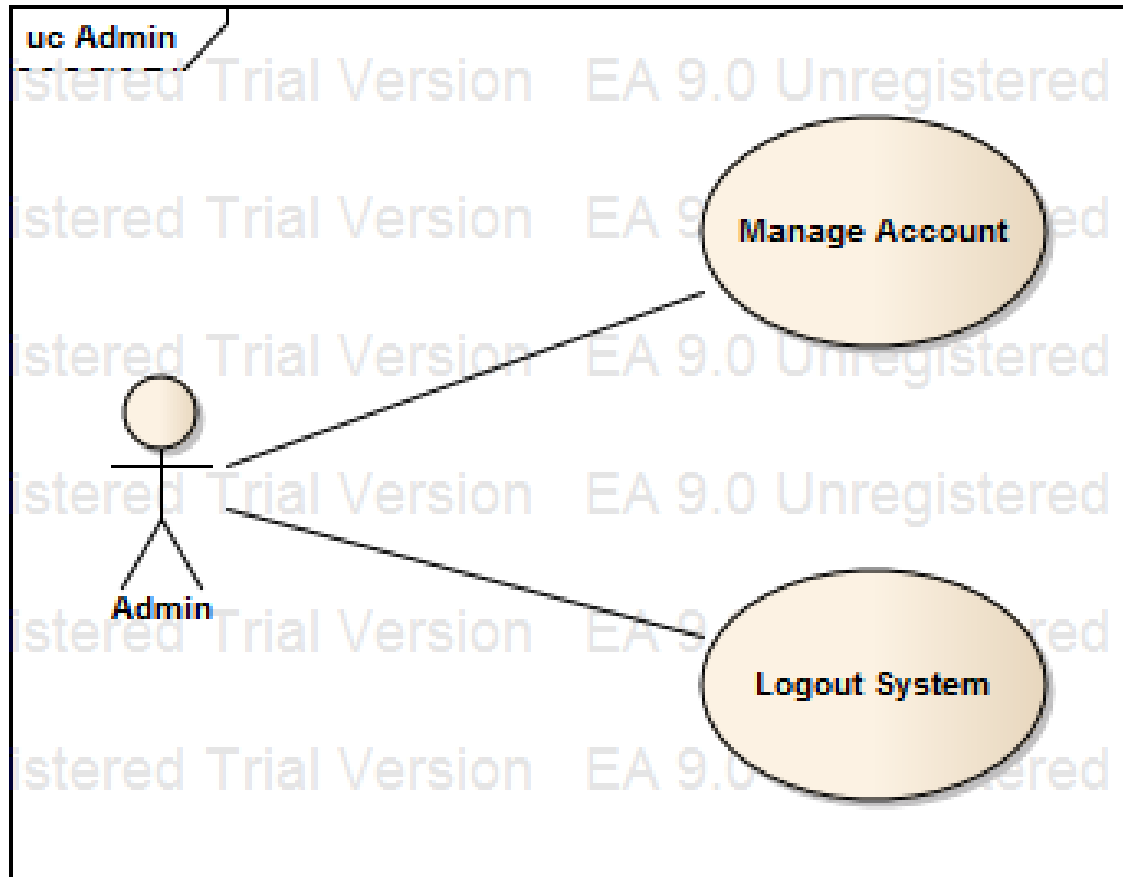 uc Admin
istered Trial Version EA 9.0 Unregistered
Manage Account
istered Trial Version EA 9
istered Trial Version EA 9.0 Unregistered
istered Trial Version EA 9.0 Unregistered
Admin
istered Trial Version EA 9
Logout System
istered Trial Version EA 9.0